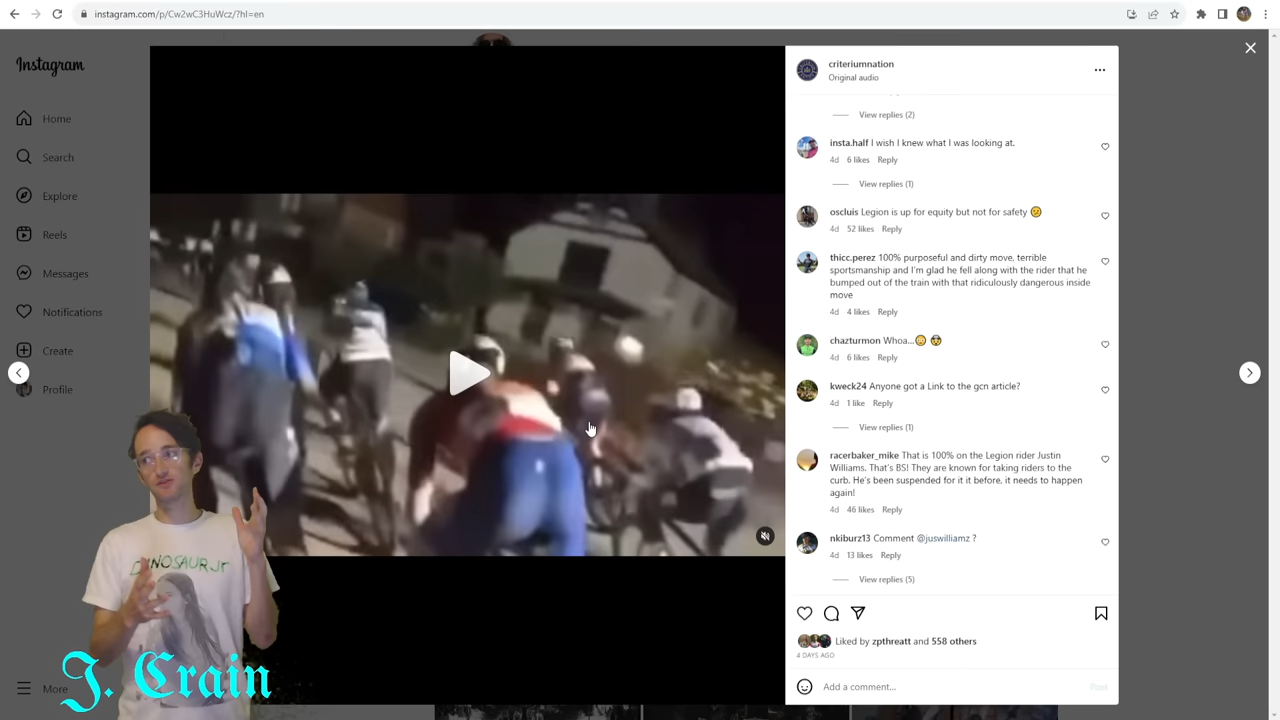 instagram.com/p/Cw2wC3HuWcz/?hl=en
Instagram
Home
Search
Explore
Reels
Messages
Notifications
Create
Profile
More
DINOSAUR JR
J. Crain
criteriumnation
Original audio
View replies (2)
insta.half I wish I knew what I was looking at.
4d 6 likes Reply
View replies (1)
oscluis Legion is up for equity but not for safety 🫤
4d 52 likes Reply
thicc.perez 100% purposeful and dirty move, terrible
sportsmanship and I'm glad he fell along with the rider that he
bumped out of the train with that ridiculously dangerous inside
move
4d 4 likes Reply
chazturmon Whoa...😳 🤯
4d 6 likes Reply
kweck24 Anyone got a Link to the gcn article?
4d 1 like Reply
View replies (1)
racerbaker_mike That is 100% on the Legion rider Justin
Williams. That's BS! They are known for taking riders to the
curb. He's been suspended for it it before, it needs to happen
again!
4d 46 likes Reply
nkiburz13 Comment @juswilliamz ?
4d 13 likes Reply
View replies (5)
Liked by zpthreatt and 558 others
4 DAYS AGO
Add a comment...
Post